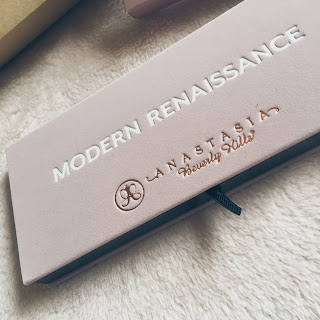 MODERN RENAISSANCE
ANASTASIA
Beverly Hills